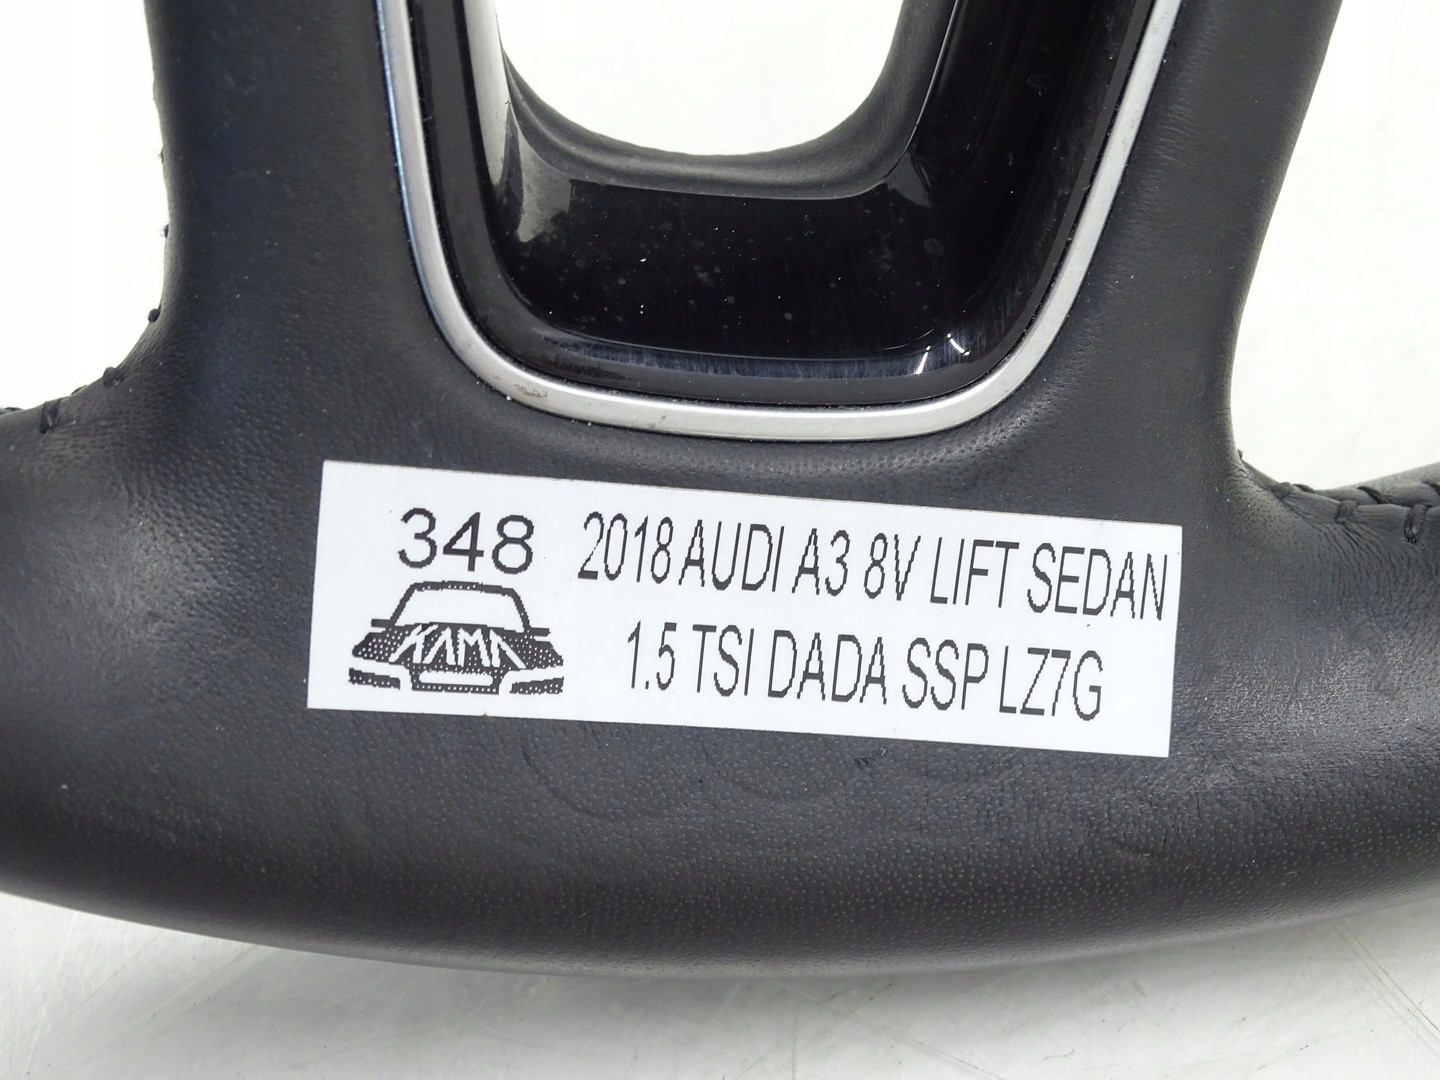 348
2018 AUDI A3 8V LIFT SEDAN
1.5 TSI DADA SSP LZ7G
KAMA